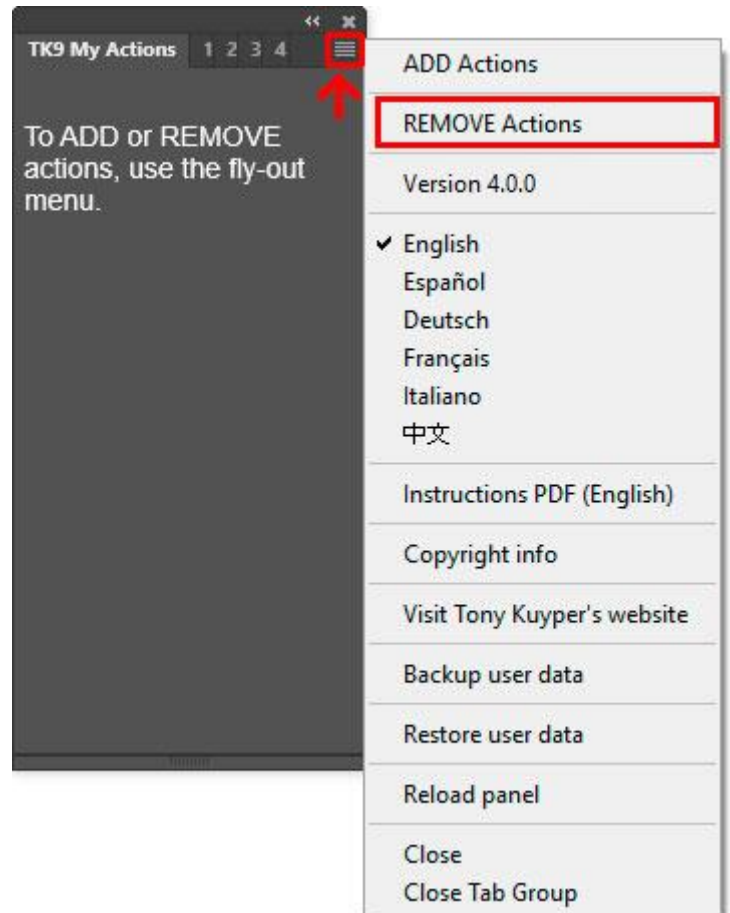 TK9 My Actions 1 2 3 4
To ADD or REMOVE
actions, use the fly-out
menu.
ADD Actions
REMOVE Actions
Version 4.0.0
English
Español
Deutsch
Français
Italiano
中文
Instructions PDF (English)
Copyright info
Visit Tony Kuyper's website
Backup user data
Restore user data
Reload panel
Close
Close Tab Group